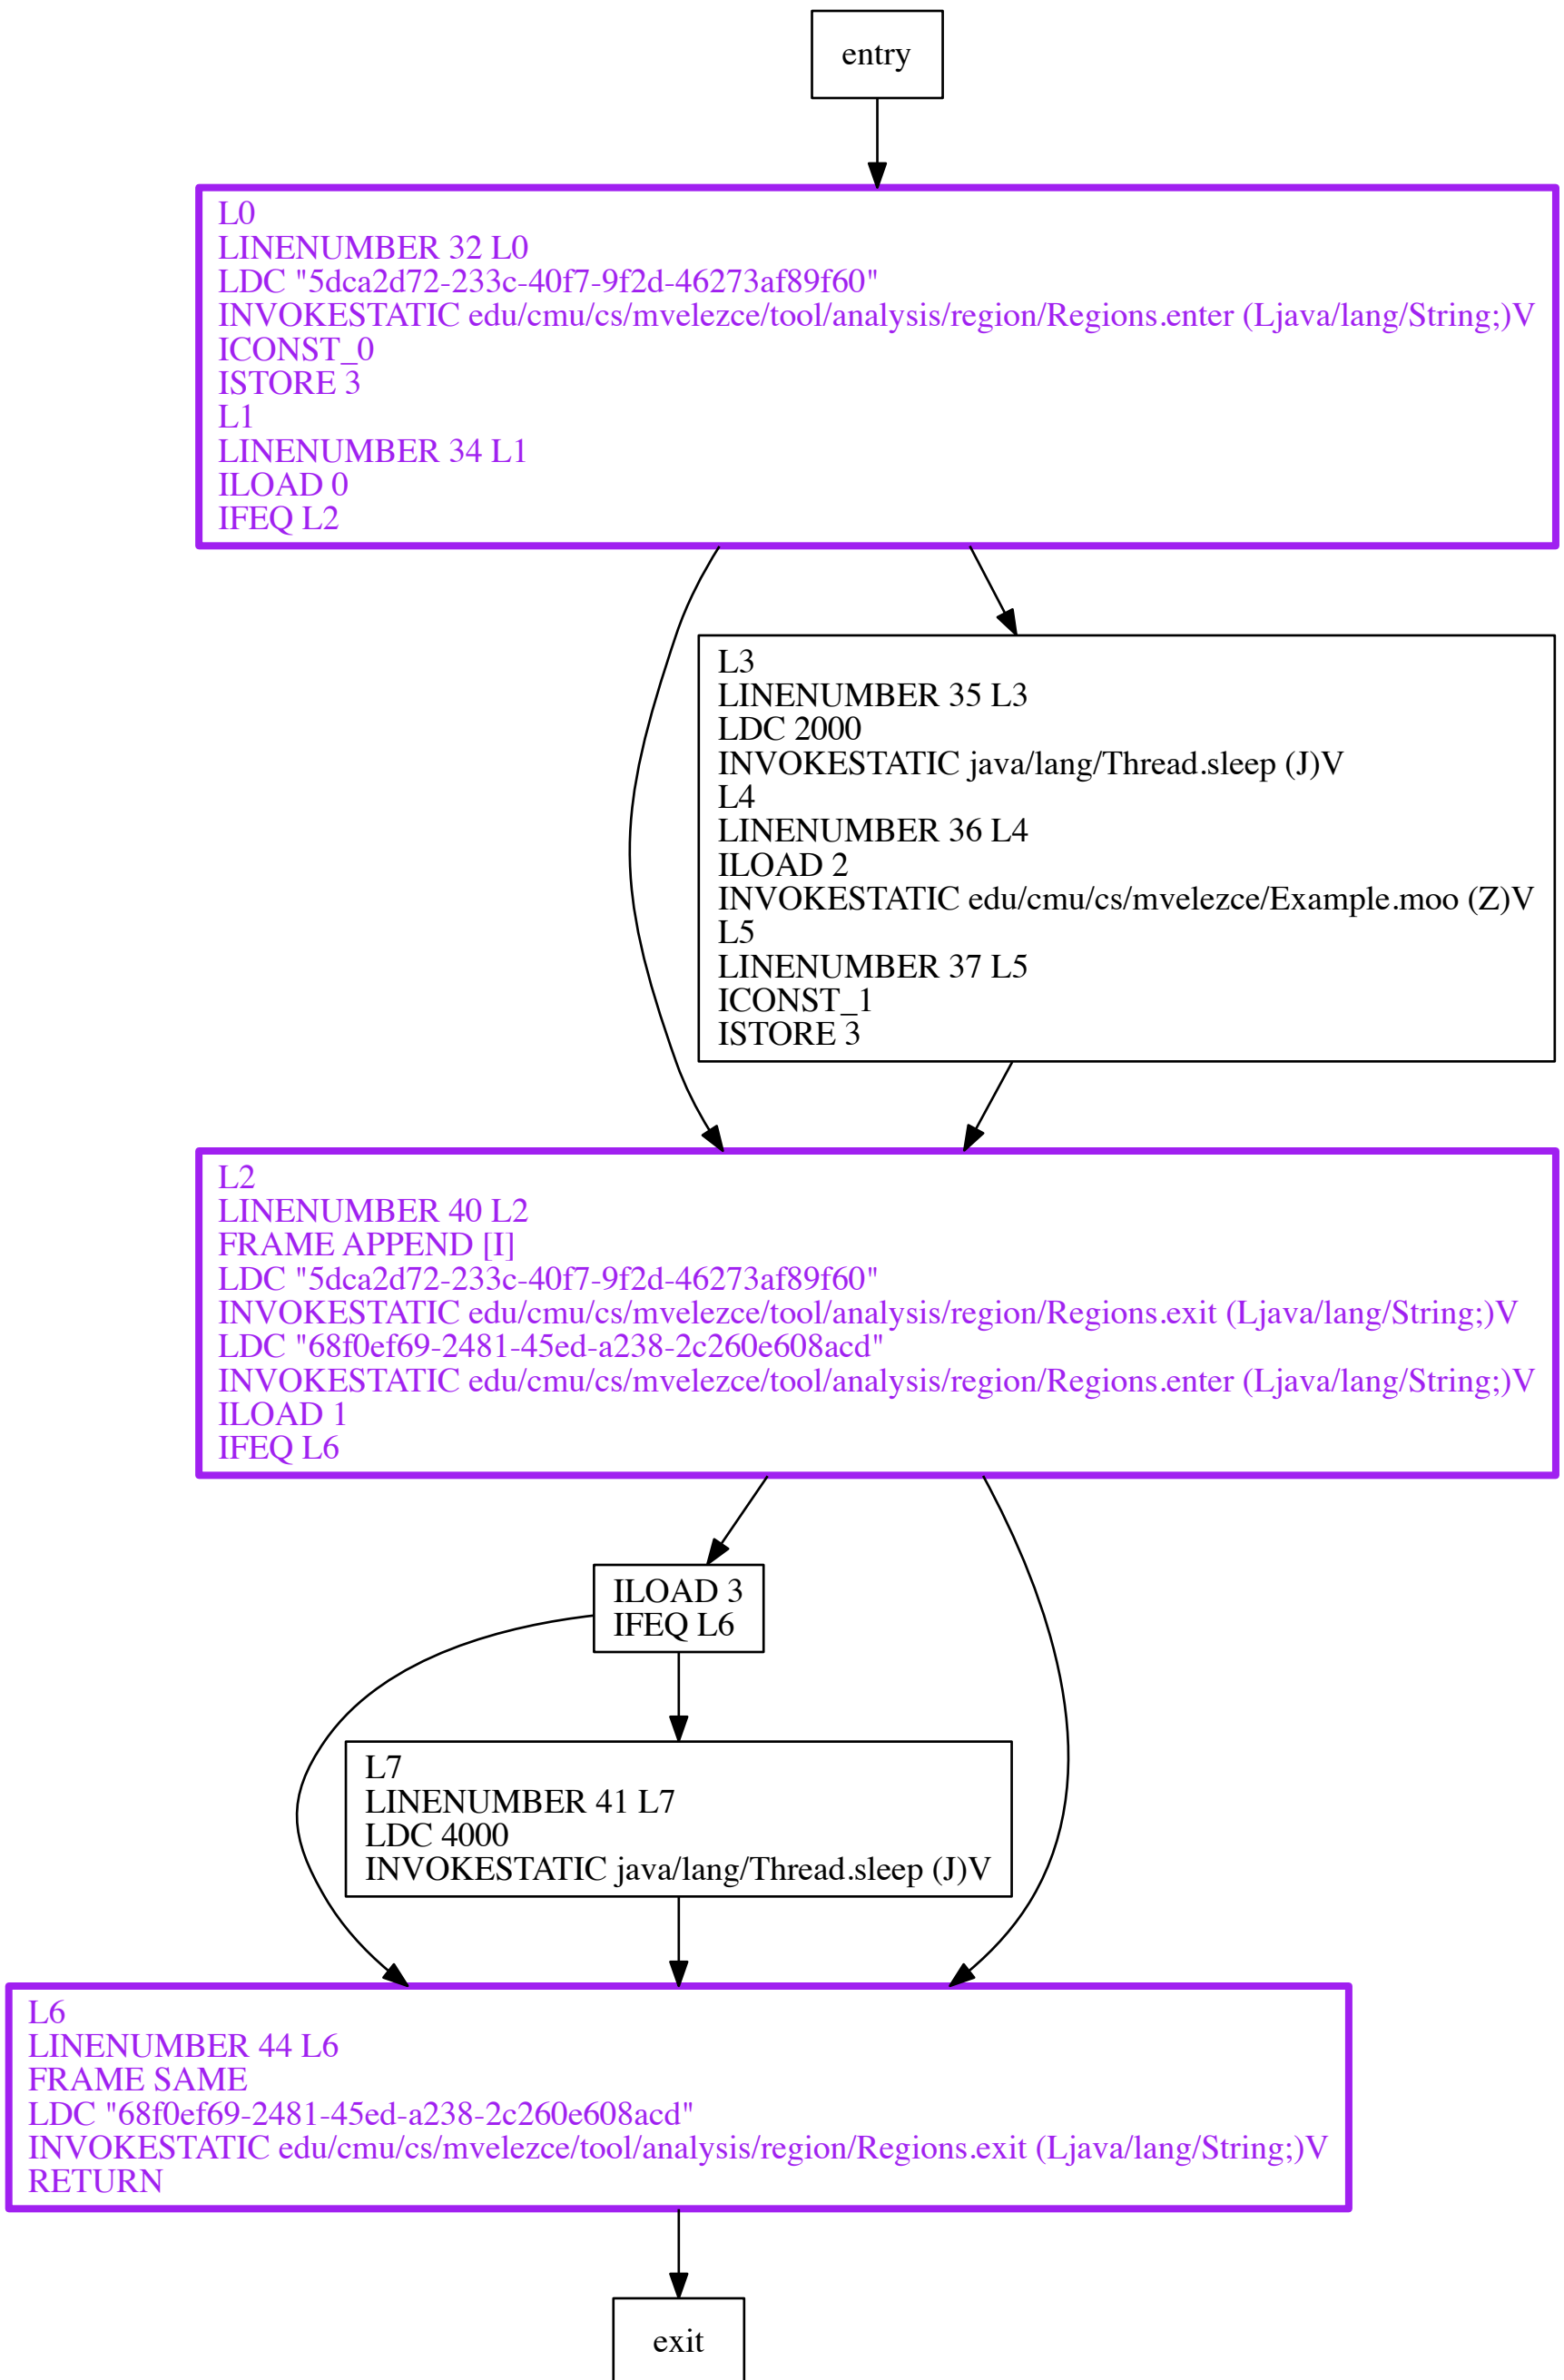 entry
L0
LINENUMBER 32 L0
LDC "5dca2d72-233c-40f7-9f2d-46273af89f60"
INVOKESTATIC edu/cmu/cs/mvelezce/tool/analysis/region/Regions.enter (Ljava/lang/String;)V
ICONST_0
ISTORE 3
L1
LINENUMBER 34 L1
ILOAD 0
IFEQ L2
L3
LINENUMBER 35 L3
LDC 2000
INVOKESTATIC java/lang/Thread.sleep (J)V
L4
LINENUMBER 36 L4
ILOAD 2
INVOKESTATIC edu/cmu/cs/mvelezce/Example.moo (Z)V
L5
LINENUMBER 37 L5
ICONST_1
ISTORE 3
L2
LINENUMBER 40 L2
FRAME APPEND [I]
LDC "5dca2d72-233c-40f7-9f2d-46273af89f60"
INVOKESTATIC edu/cmu/cs/mvelezce/tool/analysis/region/Regions.exit (Ljava/lang/String;)V
LDC "68f0ef69-2481-45ed-a238-2c260e608acd"
INVOKESTATIC edu/cmu/cs/mvelezce/tool/analysis/region/Regions.enter (Ljava/lang/String;)V
ILOAD 1
IFEQ L6
ILOAD 3
IFEQ L6
L7
LINENUMBER 41 L7
LDC 4000
INVOKESTATIC java/lang/Thread.sleep (J)V
L6
LINENUMBER 44 L6
FRAME SAME
LDC "68f0ef69-2481-45ed-a238-2c260e608acd"
INVOKESTATIC edu/cmu/cs/mvelezce/tool/analysis/region/Regions.exit (Ljava/lang/String;)V
RETURN
exit